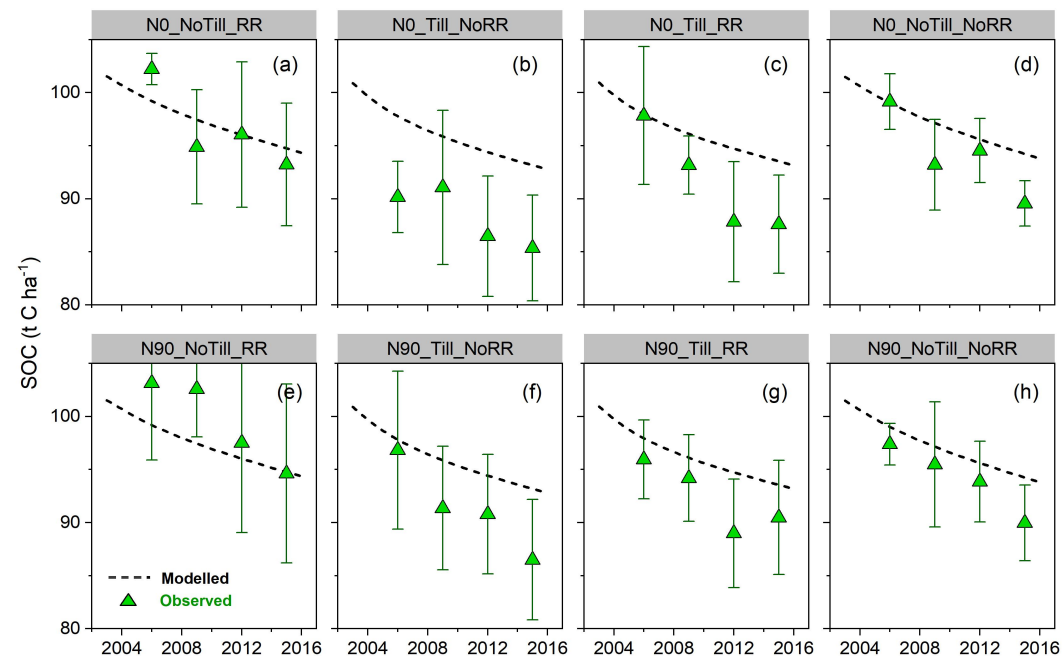 N0_NoTill_RR N0_Till_NoRR N0_Till_RR N0_NoTill_NoRR
(a) (b) (c) (d)
100
90
80
SOC (t C ha⁻¹)
N90_NoTill_RR N90_Till_NoRR N90_Till_RR N90_NoTill_NoRR
(e) (f) (g) (h)
100
90
Modelled
Observed
80
2004 2008 2012 2016 2004 2008 2012 2016 2004 2008 2012 2016 2004 2008 2012 2016